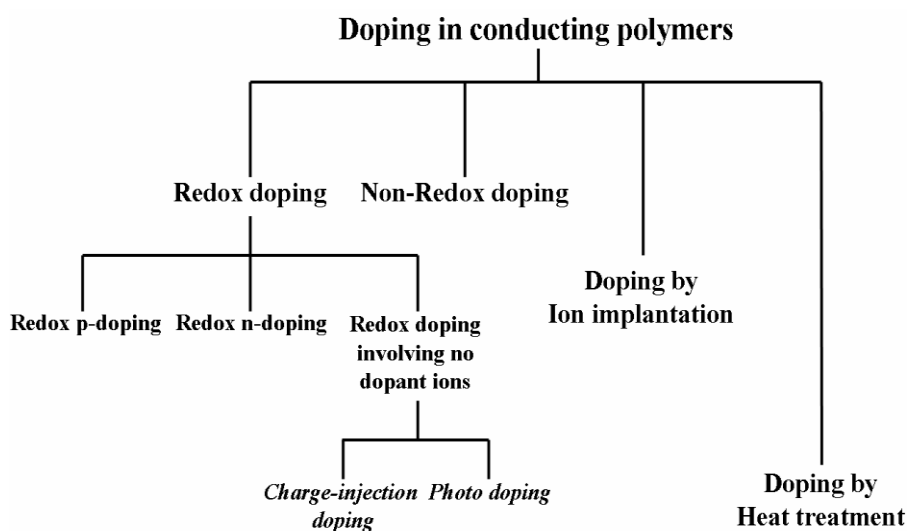 Doping in conducting polymers
Redox doping
Non-Redox doping
Doping by
Ion implantation
Redox p-doping
Redox n-doping
Redox doping
involving no
dopant ions
Charge-injection
doping
Photo doping
Doping by
Heat treatment